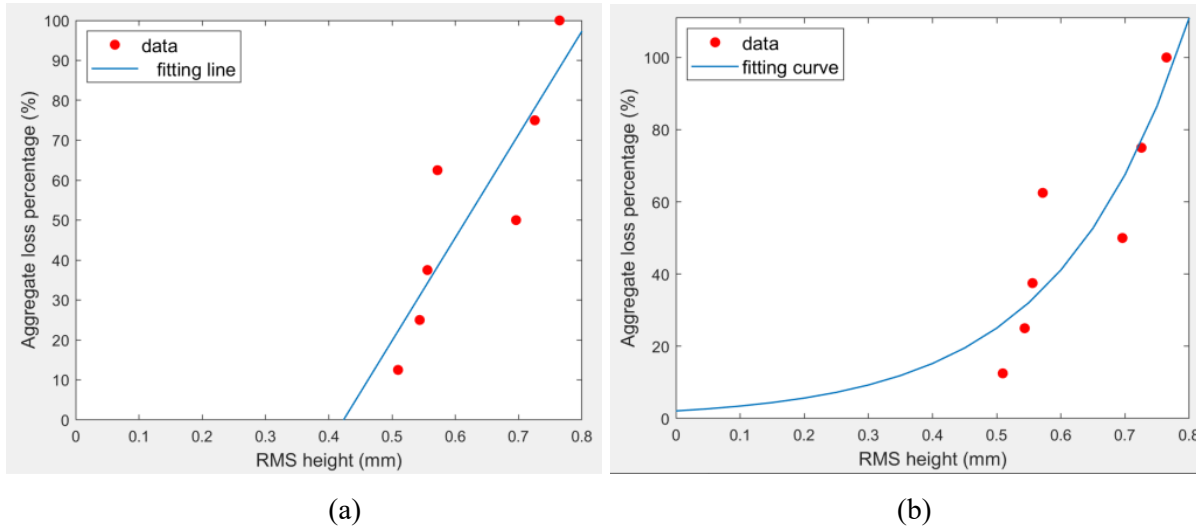 100
90
80
70
60
50
40
30
20
10
0
Aggregate loss percentage (%)
data
fitting line
0 0.1 0.2 0.3 0.4 0.5 0.6 0.7 0.8
RMS height (mm)
(a)
100
80
60
40
20
0
Aggregate loss percentage (%)
data
fitting curve
0 0.1 0.2 0.3 0.4 0.5 0.6 0.7 0.8
RMS height (mm)
(b)